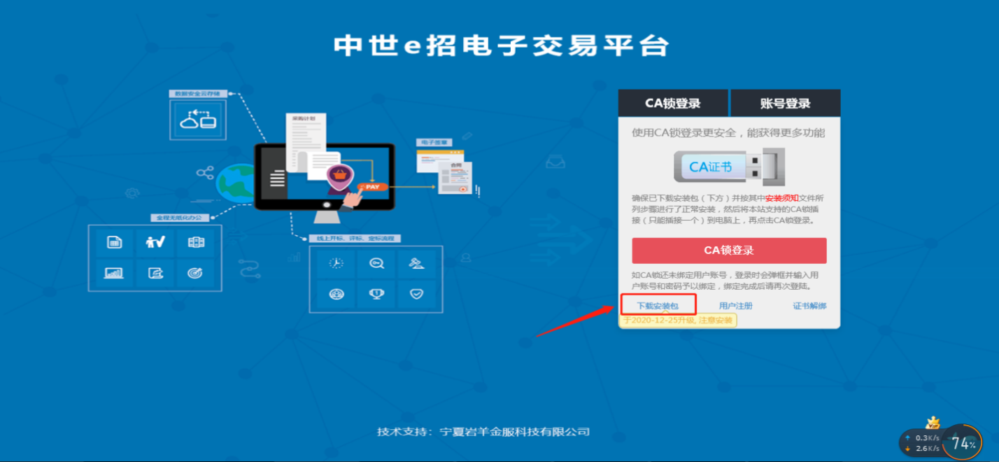 中世e招电子交易平台
数据安全云存储
采购计划
电子签章
合同
PAY
全程无纸化办公
线上开标、评标、定标流程
CA锁登录
账号登录
使用CA锁登录更安全，能获得更多功能
CA证书
确保已下载安装包（下方）并按其中安装须知文件所
列步骤进行了正常安装，然后将本站支持的CA锁插
接（只能插接一个）到电脑上，再点击CA锁登录。
CA锁登录
如CA锁还未绑定用户账号，登录时会弹框并输入用
户账号和密码予以绑定，绑定完成后请再次登陆。
下载安装包 用户注册 证书解绑
于2020-12-25升级, 注意安装
技术支持：宁夏岩羊金服科技有限公司
VIP
0.3K/s
2.6K/s
74%